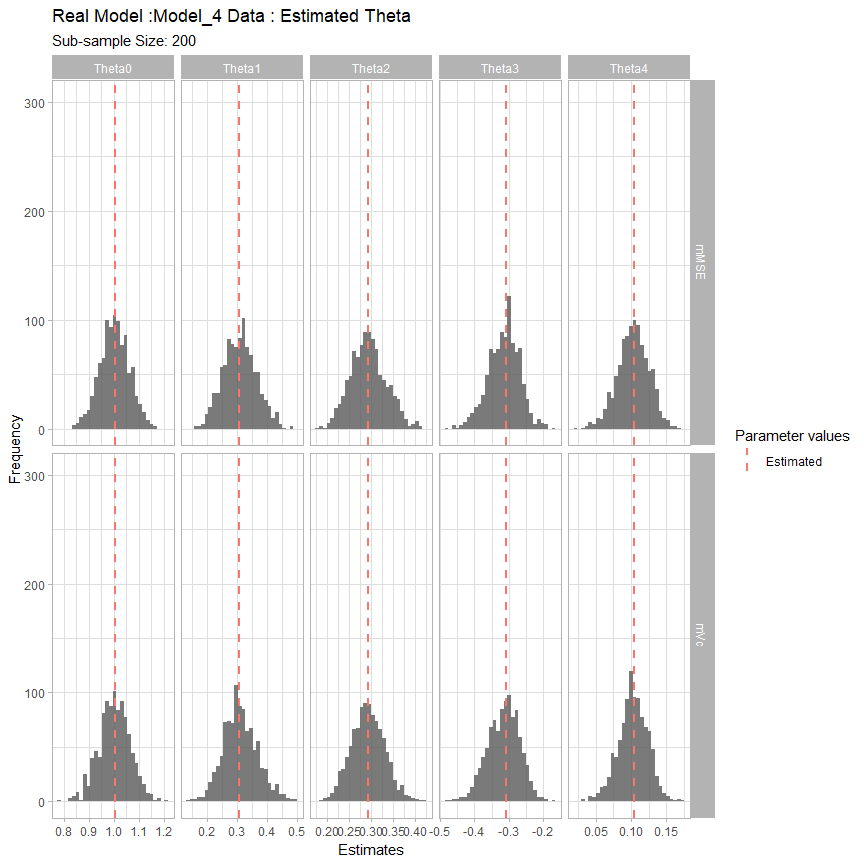 Real Model :Model_4 Data : Estimated Theta
Sub-sample Size: 200
Theta0 Theta1 Theta2 Theta3 Theta4
300
200
100
0
mMSE
300
200
100
0
mVc
Frequency
0.8 0.9 1.0 1.1 1.2 0.2 0.3 0.4 0.5 0.20 0.25 0.30 0.35 0.40 -0.5 -0.4 -0.3 -0.2 0.05 0.10 0.15
Estimates
Parameter values
Estimated